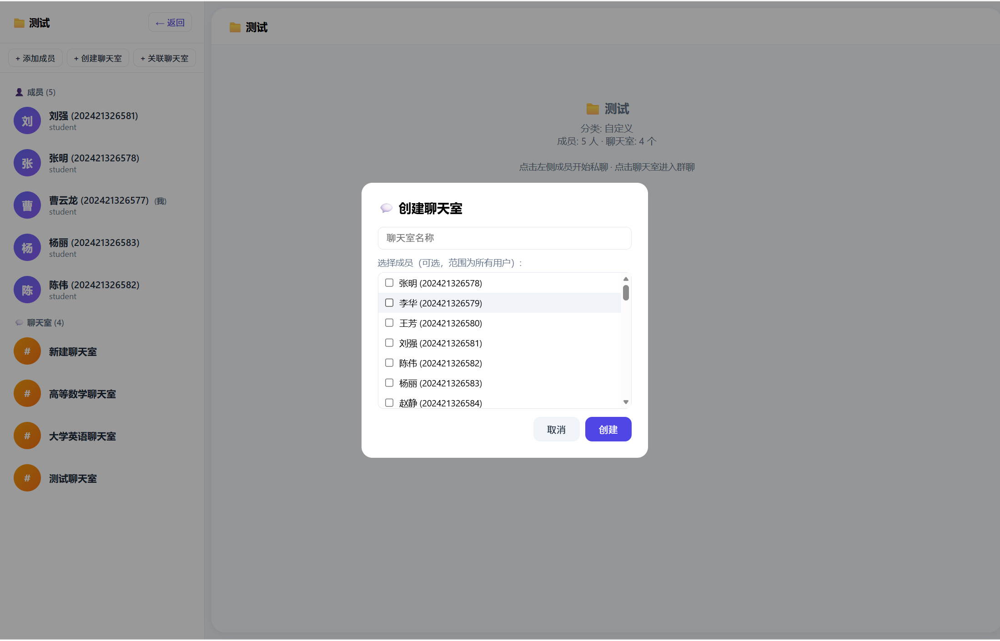 测试
← 返回
+ 添加成员
+ 创建聊天室
+ 关联聊天室
成员 (5)
刘
刘强 (202421326581)
student
张
张明 (202421326578)
student
曹
曹云龙 (202421326577) (我)
student
杨
杨丽 (202421326583)
student
陈
陈伟 (202421326582)
student
聊天室 (4)
# 新建聊天室
# 高等数学聊天室
# 大学英语聊天室
# 测试聊天室
测试
测试
分类: 自定义
成员: 5 人 · 聊天室: 4 个
点击左侧成员开始私聊 · 点击聊天室进入群聊
创建聊天室
聊天室名称
选择成员（可选，范围为所有用户）:
张明 (202421326578)
李华 (202421326579)
王芳 (202421326580)
刘强 (202421326581)
陈伟 (202421326582)
杨丽 (202421326583)
赵静 (202421326584)
取消
创建